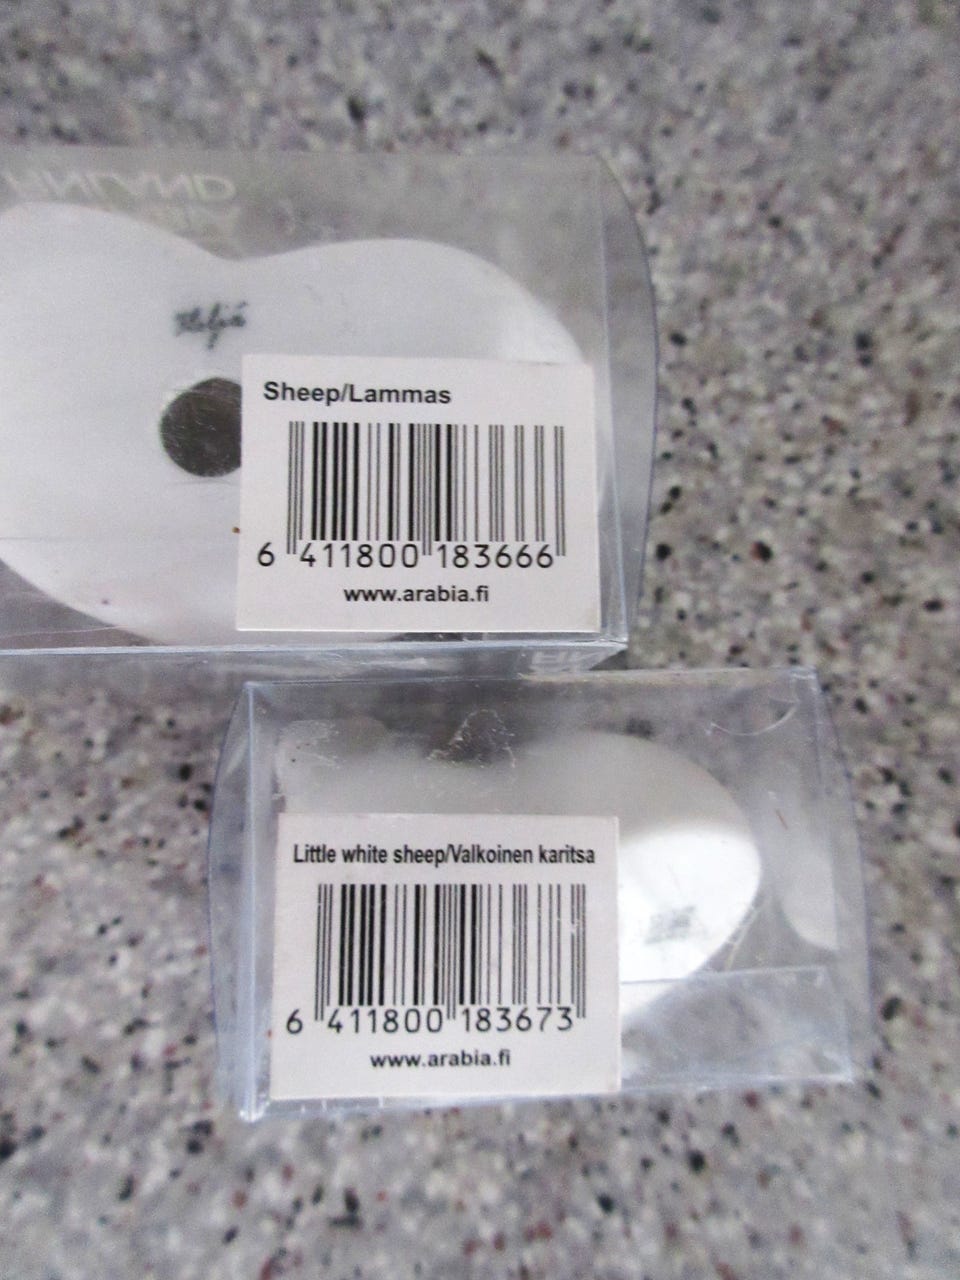 FINLAND
Sheep/Lammas
6 411800 183666
www.arabia.fi
Little white sheep/Valkoinen karitsa
6 411800 183673
www.arabia.fi